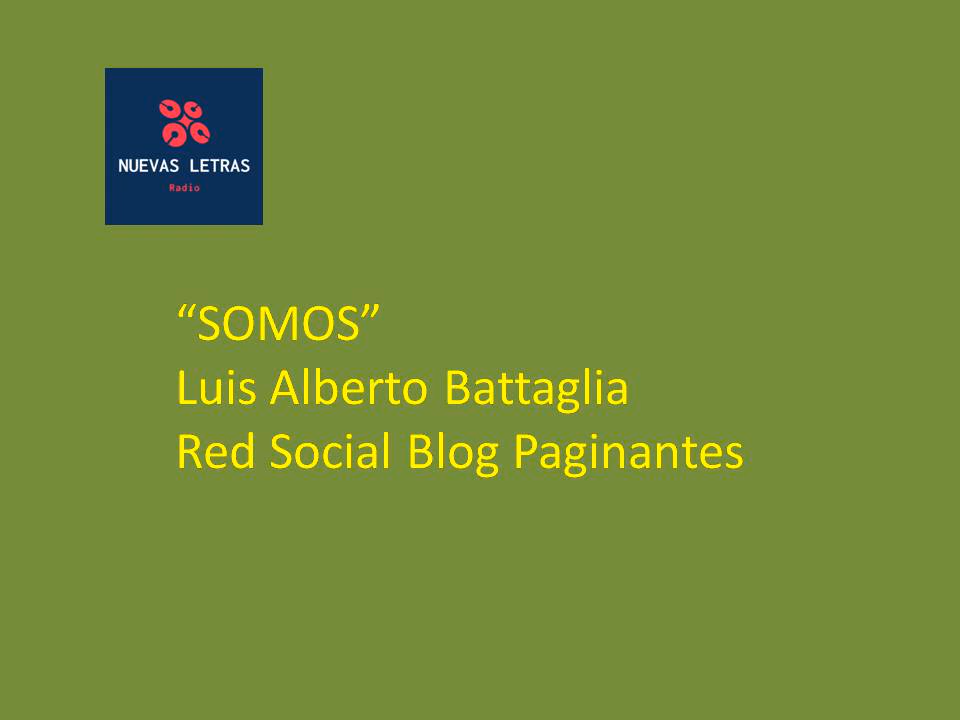 NUEVAS LETRAS
Radio
“SOMOS”
Luis Alberto Battaglia
Red Social Blog Paginantes